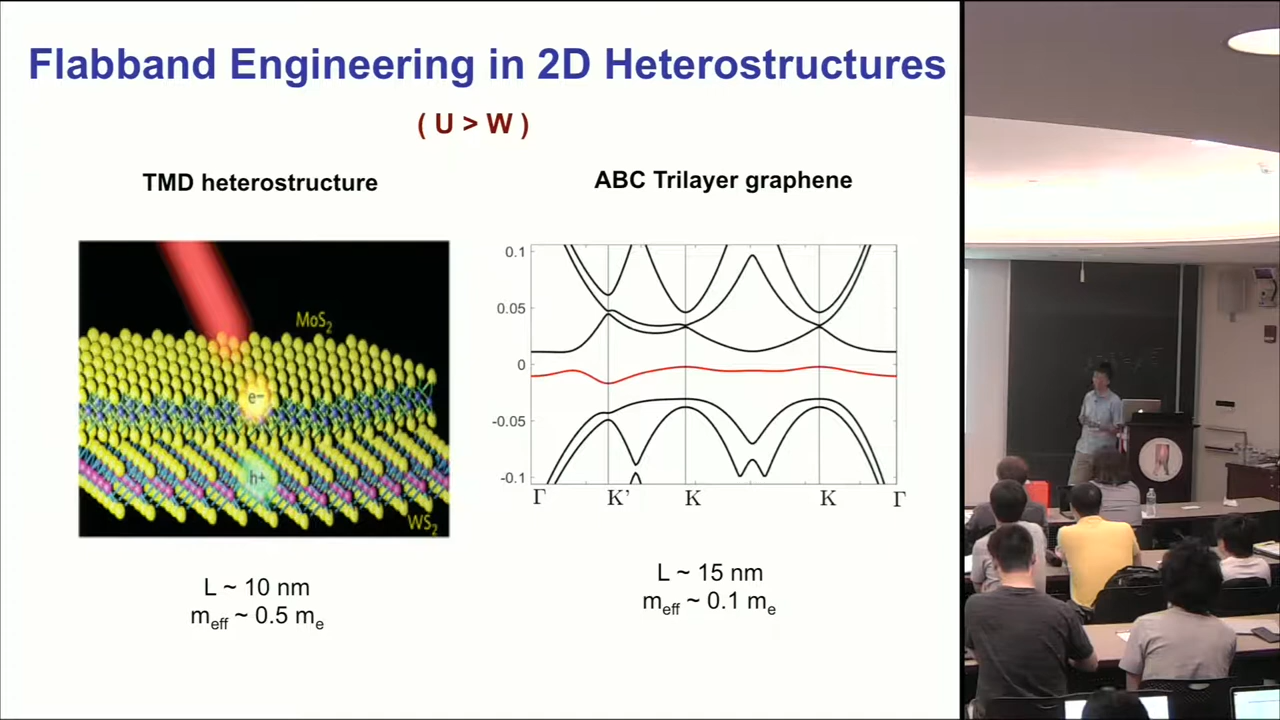 Flabband Engineering in 2D Heterostructures
( U > W )
TMD heterostructure
ABC Trilayer graphene
MoS2
e-
h+
WS2
0.1
0.05
0
-0.05
-0.1
Γ K' K K Γ
L ~ 10 nm
meff ~ 0.5 me
L ~ 15 nm
meff ~ 0.1 me